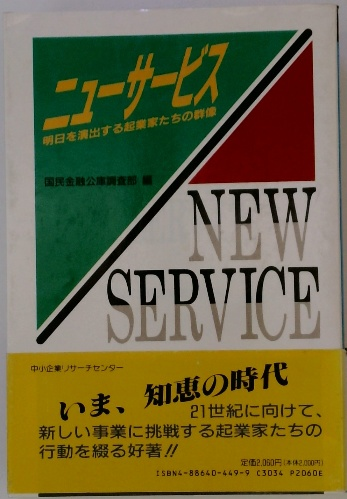 ニューサービス
明日を演出する起業家たちの群像
国民金融公庫調査部 編
NEW
SERVICE
中小企業リサーチセンター
いま、知恵の時代
21世紀に向けて、
新しい事業に挑戦する起業家たちの
行動を綴る好著!!
定価2,060円(本体2,000円)
ISBN4-88640-449-9 C3034 P2060E